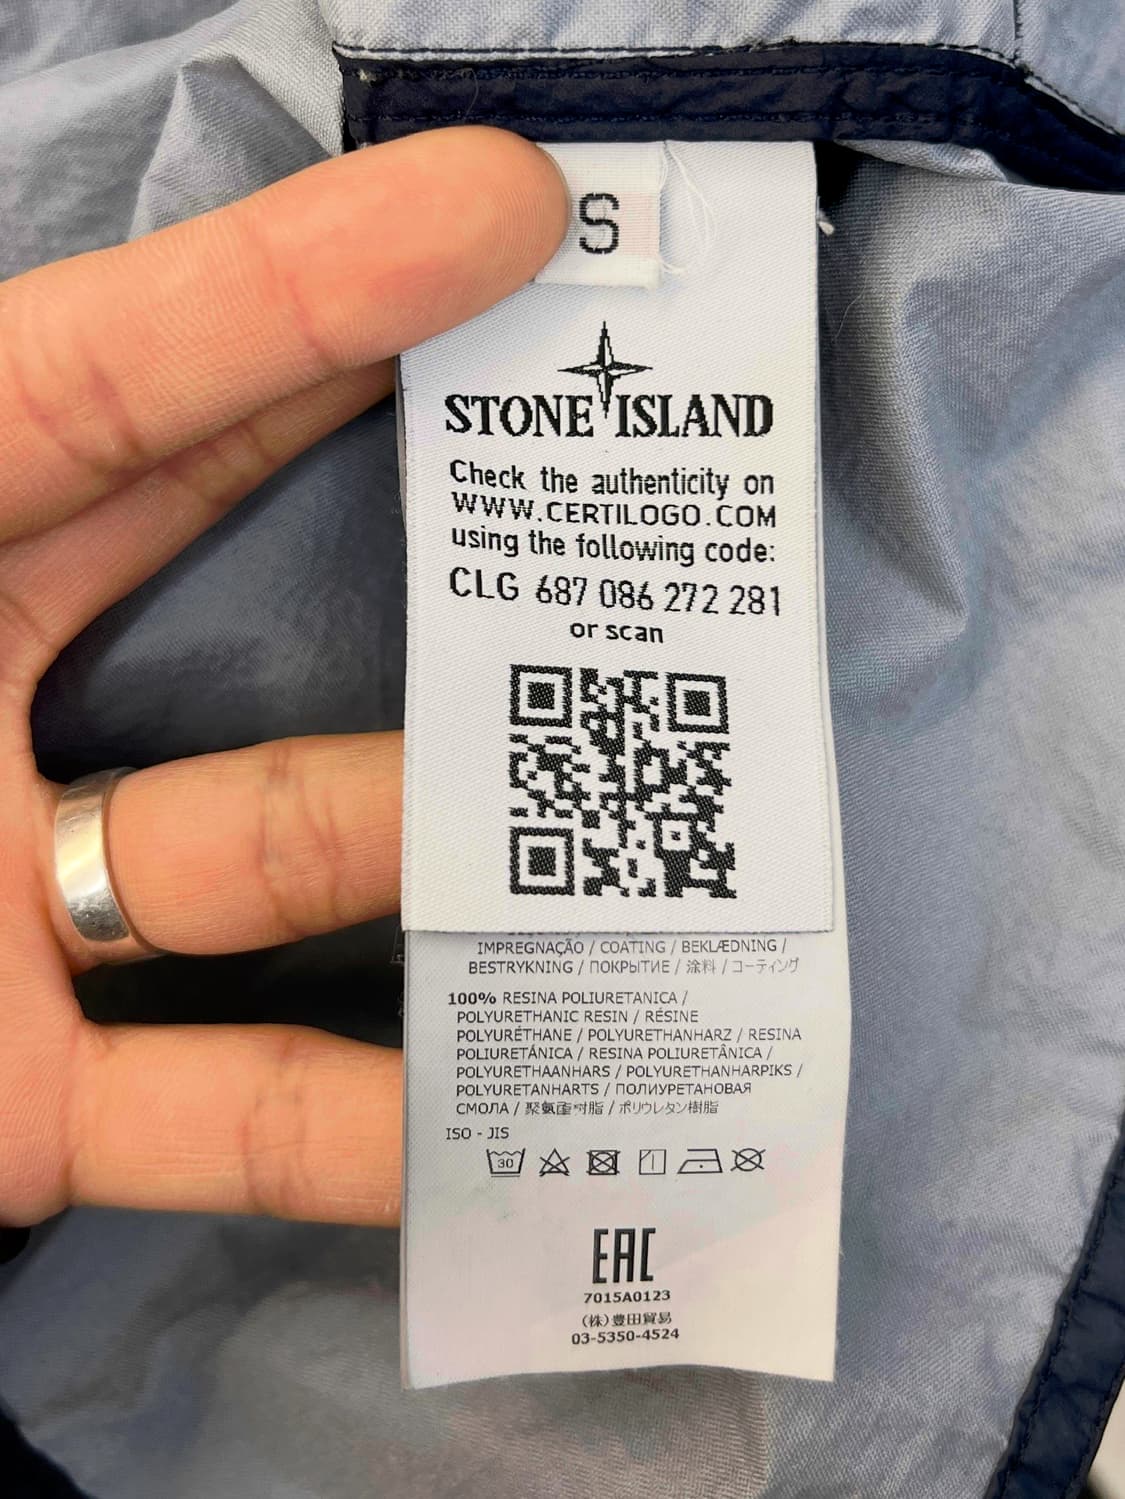 S
STONE ISLAND
Check the authenticity on
WWW.CERTILOGO.COM
using the following code:
CLG 687 086 272 281
or scan
IMPREGNAÇÃO / COATING / BEKLÆDNING /
BESTRYKNING / ПОКРЫТИЕ / 涂料 / コーティング
100% RESINA POLIURETANICA /
POLYURETHANIC RESIN / RÉSINE
POLYURÉTHANE / POLYURETHANHARZ / RESINA
POLIURETÁNICA / RESINA POLIURETÂNICA /
POLYURETHAANHARS / POLYURETHANHARPIKS /
POLYURETANHARTS / ПОЛИУРЕТАНОВАЯ
СМОЛА / 聚氨酯树脂 / ポリウレタン樹脂
ISO - JIS
30
EAC
7015A0123
(株)豊田貿易
03-5350-4524